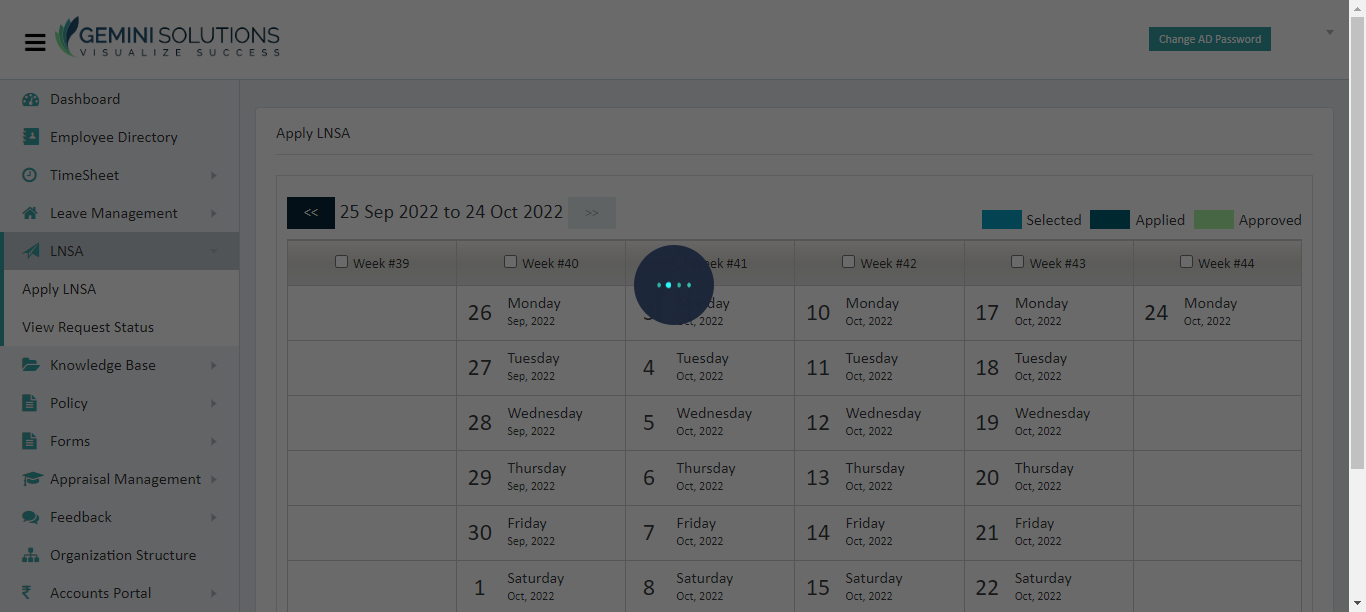 GEMINI SOLUTIONS
VISUALIZE SUCCESS
Change AD Password
Dashboard
Employee Directory
TimeSheet
Leave Management
LNSA
Apply LNSA
View Request Status
Knowledge Base
Policy
Forms
Appraisal Management
Feedback
Organization Structure
Accounts Portal
Apply LNSA
<< 25 Sep 2022 to 24 Oct 2022 >>
Selected Applied Approved
Week #39 Week #40 #41 Week #42 Week #43 Week #44
26 Monday Sep, 2022
10 Monday Oct, 2022
17 Monday Oct, 2022
24 Monday Oct, 2022
27 Tuesday Sep, 2022
4 Tuesday Oct, 2022
11 Tuesday Oct, 2022
18 Tuesday Oct, 2022
28 Wednesday Sep, 2022
5 Wednesday Oct, 2022
12 Wednesday Oct, 2022
19 Wednesday Oct, 2022
29 Thursday Sep, 2022
6 Thursday Oct, 2022
13 Thursday Oct, 2022
20 Thursday Oct, 2022
30 Friday Sep, 2022
7 Friday Oct, 2022
14 Friday Oct, 2022
21 Friday Oct, 2022
1 Saturday Oct, 2022
8 Saturday Oct, 2022
15 Saturday Oct, 2022
22 Saturday Oct, 2022